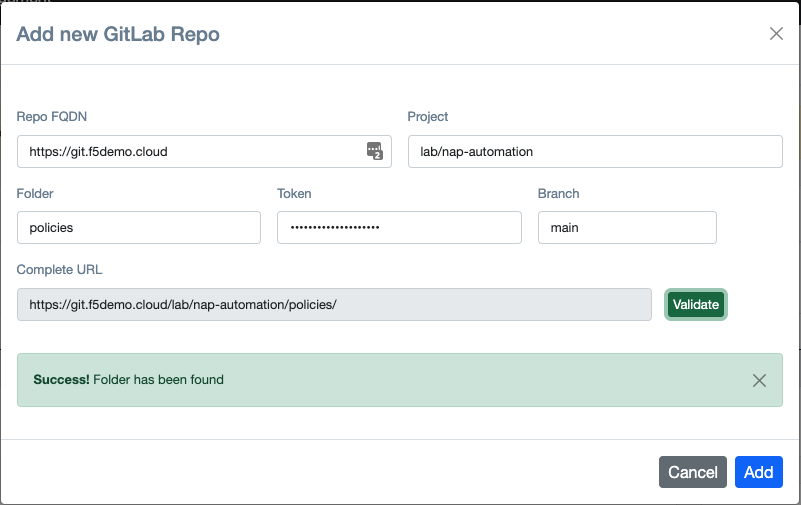 Add new GitLab Repo
Repo FQDN Project
https://git.f5demo.cloud 2 lab/nap-automation
Folder Token Branch
policies •••••••••••••••••••• main
Complete URL
https://git.f5demo.cloud/lab/nap-automation/policies/ Validate
Success! Folder has been found
Cancel Add